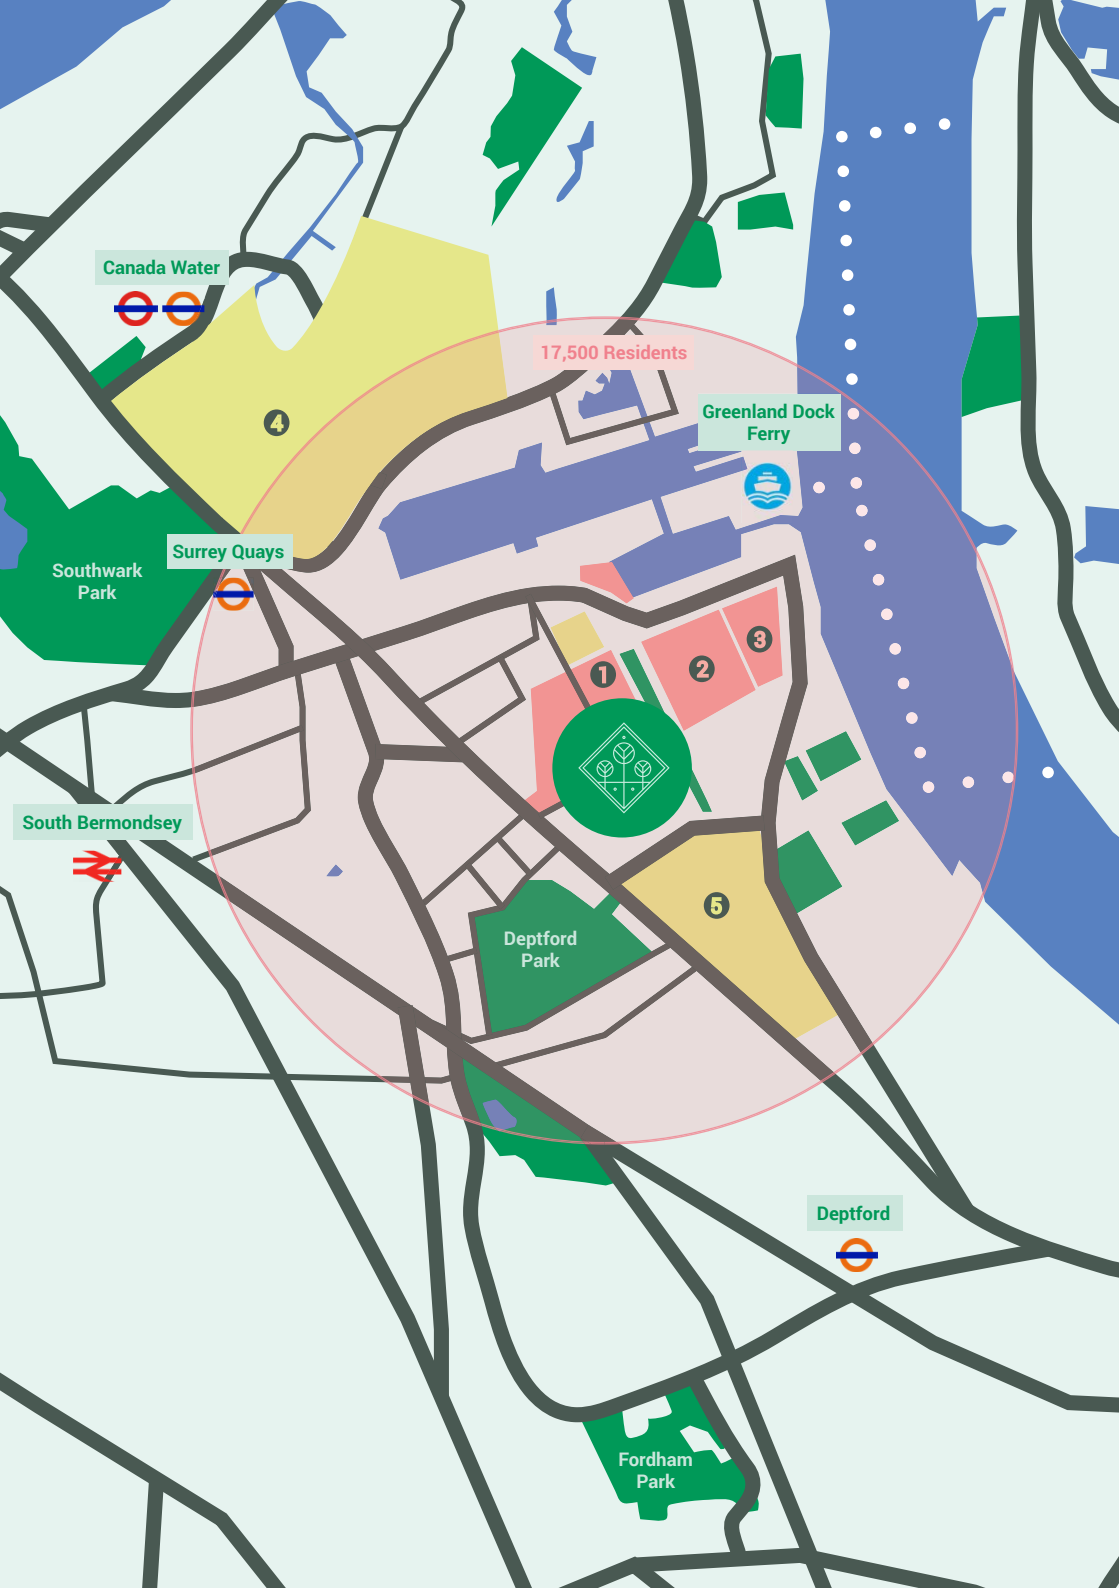 Canada Water
17,500 Residents
Greenland Dock
Ferry
4
Surrey Quays
Southwark
Park
3
2
1
South Bermondsey
5
Deptford
Park
Deptford
Fordham
Park